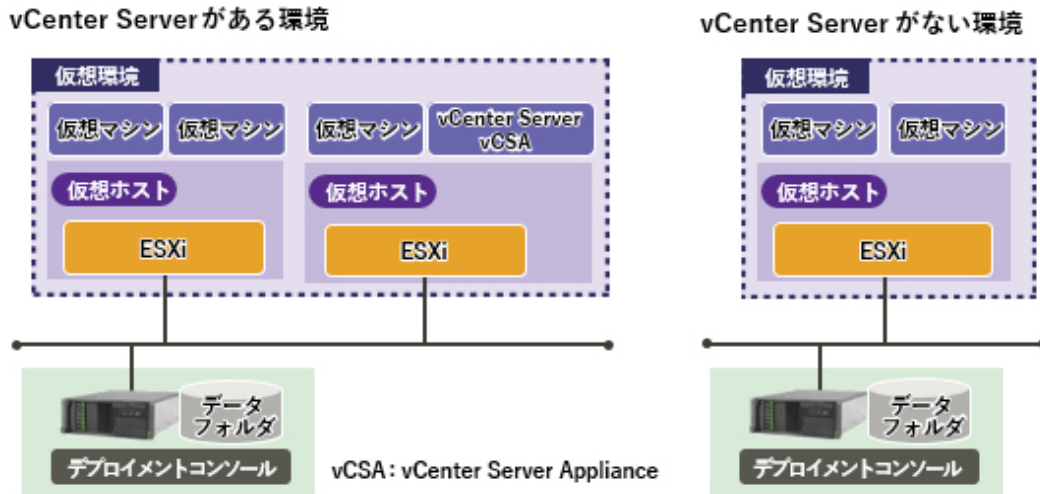 vCenter Serverがある環境
仮想環境
仮想マシン
仮想マシン
仮想マシン
vCenter Server
vCSA
仮想ホスト
ESXi
仮想ホスト
ESXi
データ
フォルダ
デプロイメントコンソール
vCSA：vCenter Server Appliance
vCenter Server がない環境
仮想環境
仮想マシン
仮想マシン
仮想ホスト
ESXi
データ
フォルダ
デプロイメントコンソール